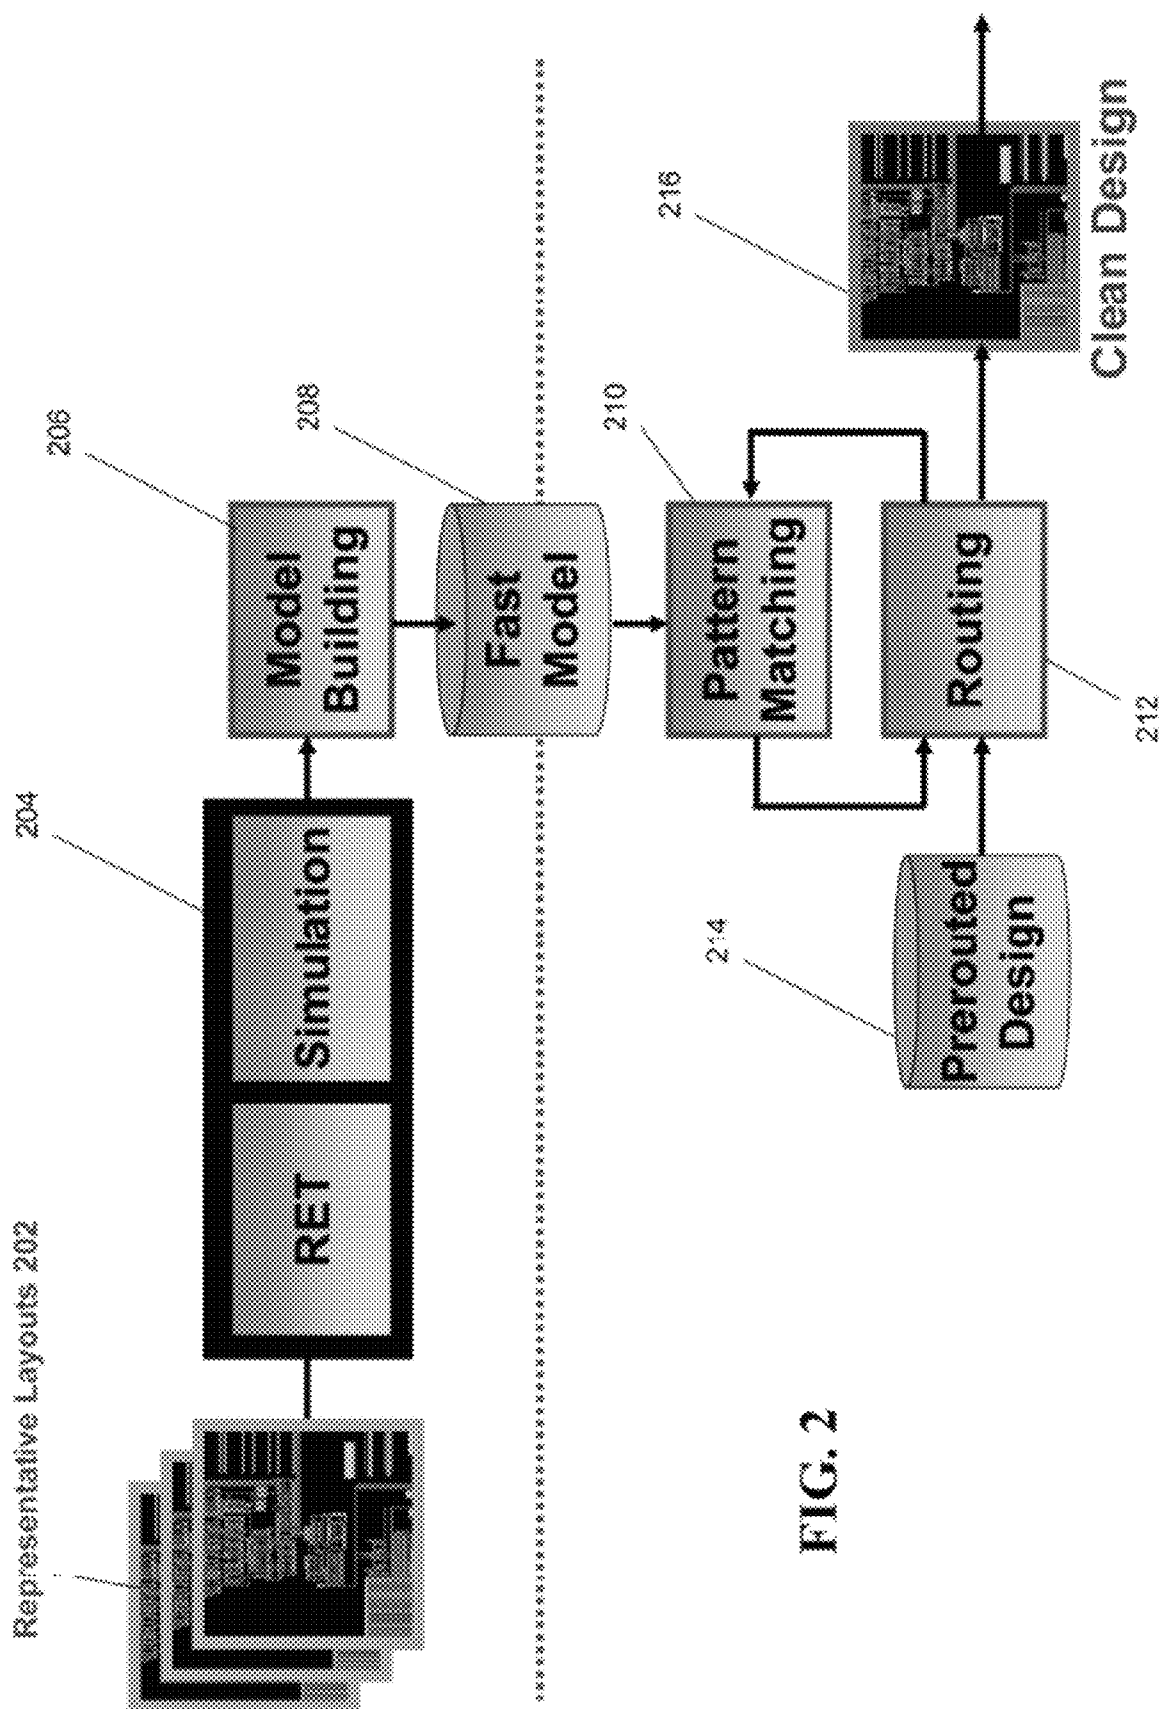 Representative Layouts 202
204
206
RET
Simulation
Model
Building
208
Fast
Model
210
Pattern
Matching
216
214
Prerouted
Design
Routing
212
Clean Design
FIG. 2